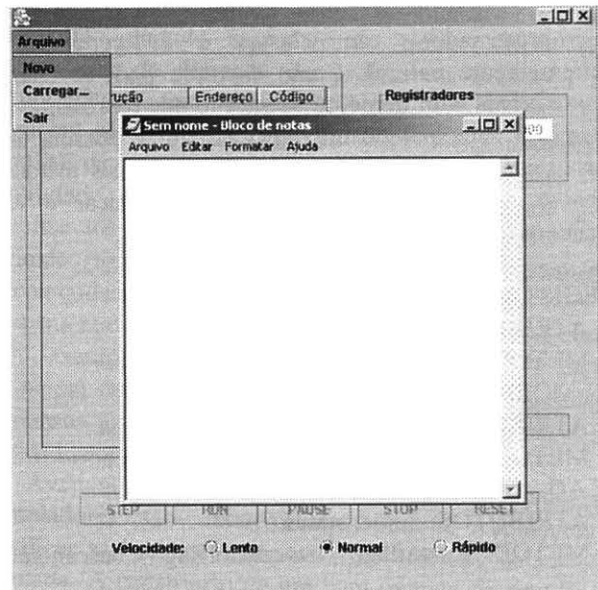 Arquivo
Novo
Carregar...
Sair
Endereço Código
Registradores
Sem nome - Bloco de notas
Arquivo Editar Formatar Ajuda
STEP RUN PAUSE STOP RESET
Velocidade: Lento Normal Rápido